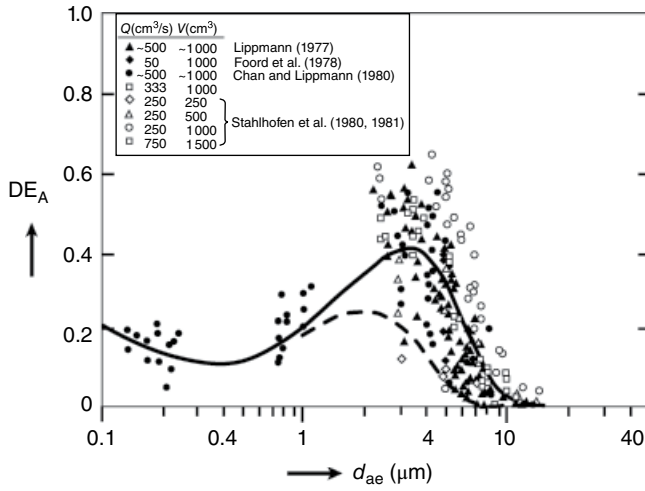 1.0
0.8
0.6
0.4
0.2
0
DE_A
Q(cm³/s) V(cm³)
▲ ~500 ~1000 Lippmann (1977)
◆ 50 1000 Foord et al. (1978)
● ~500 ~1000 Chan and Lippmann (1980)
□ 333 1000
◇ 250 250
△ 250 500
○ 250 1000
□ 750 1500
Stahlhofen et al. (1980, 1981)
0.1 0.4 1.0 4 10 40
d_ae (μm)